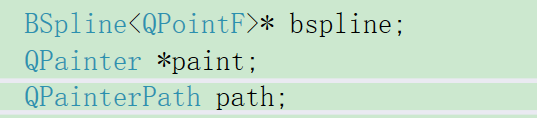 BSpline<QPointF>* bspline;
QPainter *paint;
QPainterPath path;